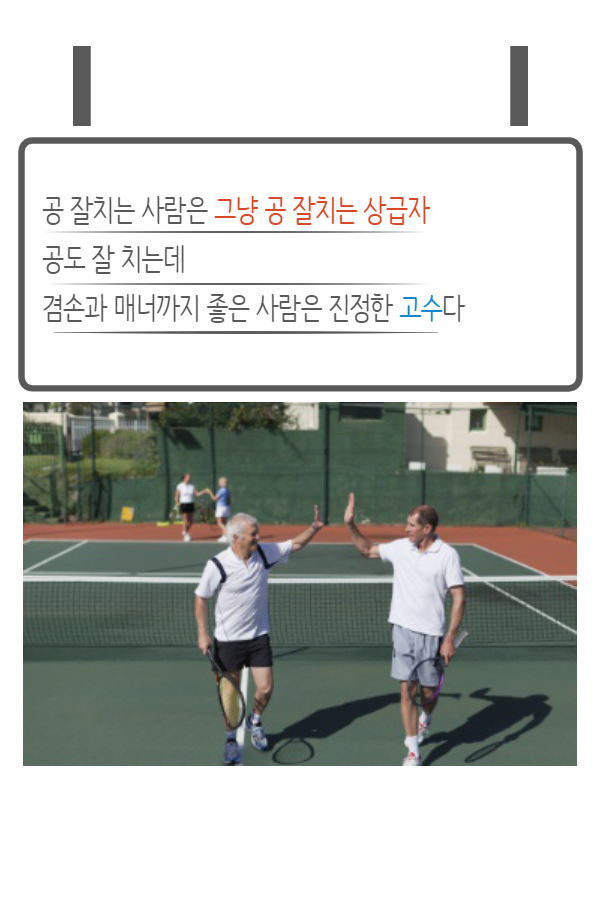 공 잘치는 사람은 그냥 공 잘치는 상급자
공도 잘 치는데
겸손과 매너까지 좋은 사람은 진정한 고수다